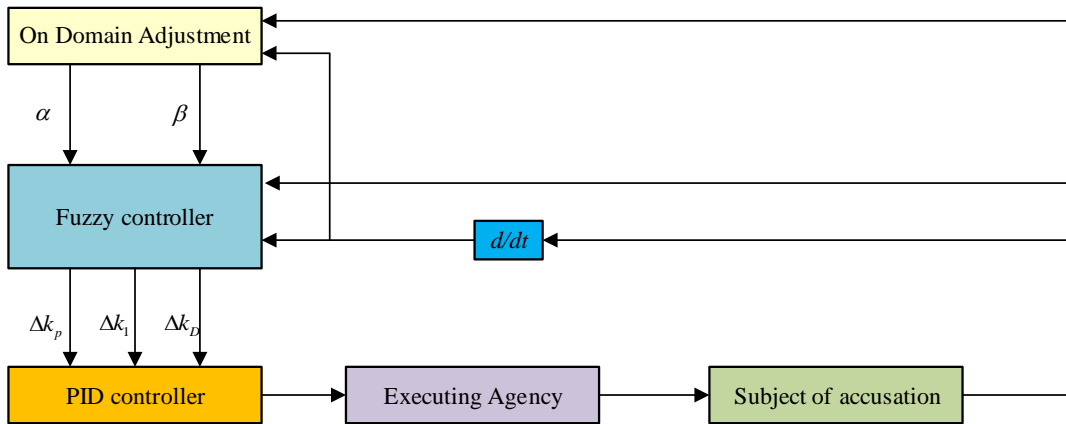 On Domain Adjustment
α
β
Fuzzy controller
d/dt
Δk_p
Δk_1
Δk_D
PID controller
Executing Agency
Subject of accusation